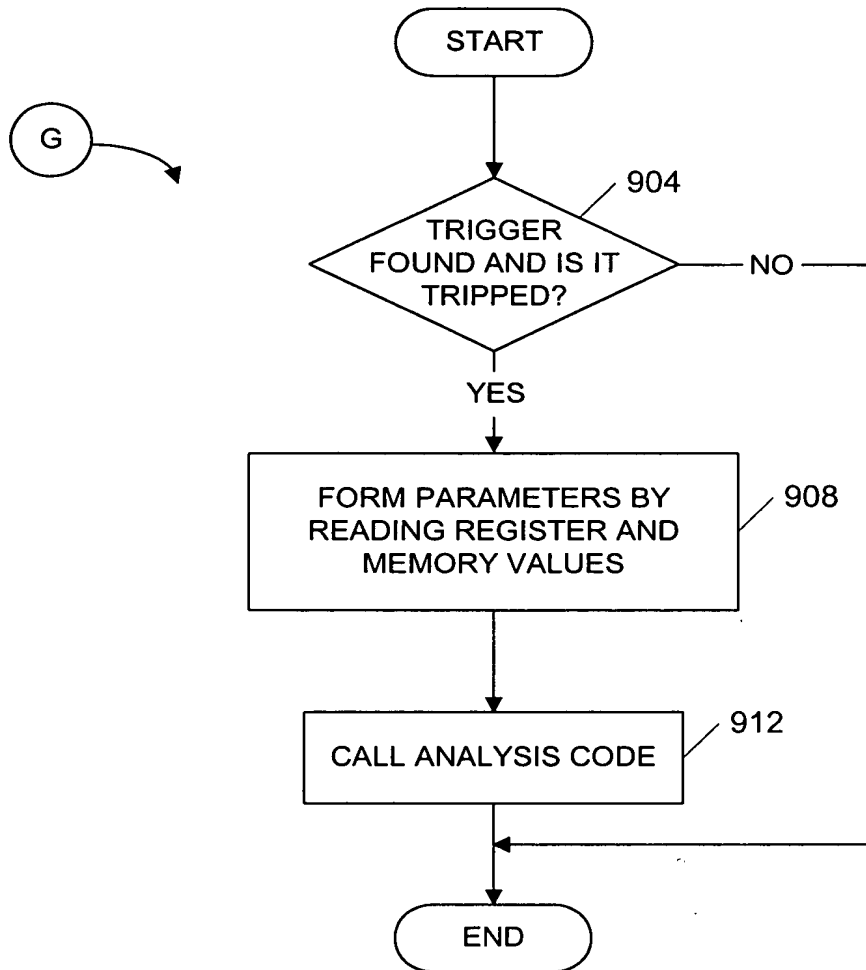 START
G
904
TRIGGER
FOUND AND IS IT
TRIPPED?
NO
YES
FORM PARAMETERS BY
READING REGISTER AND
MEMORY VALUES
908
912
CALL ANALYSIS CODE
END